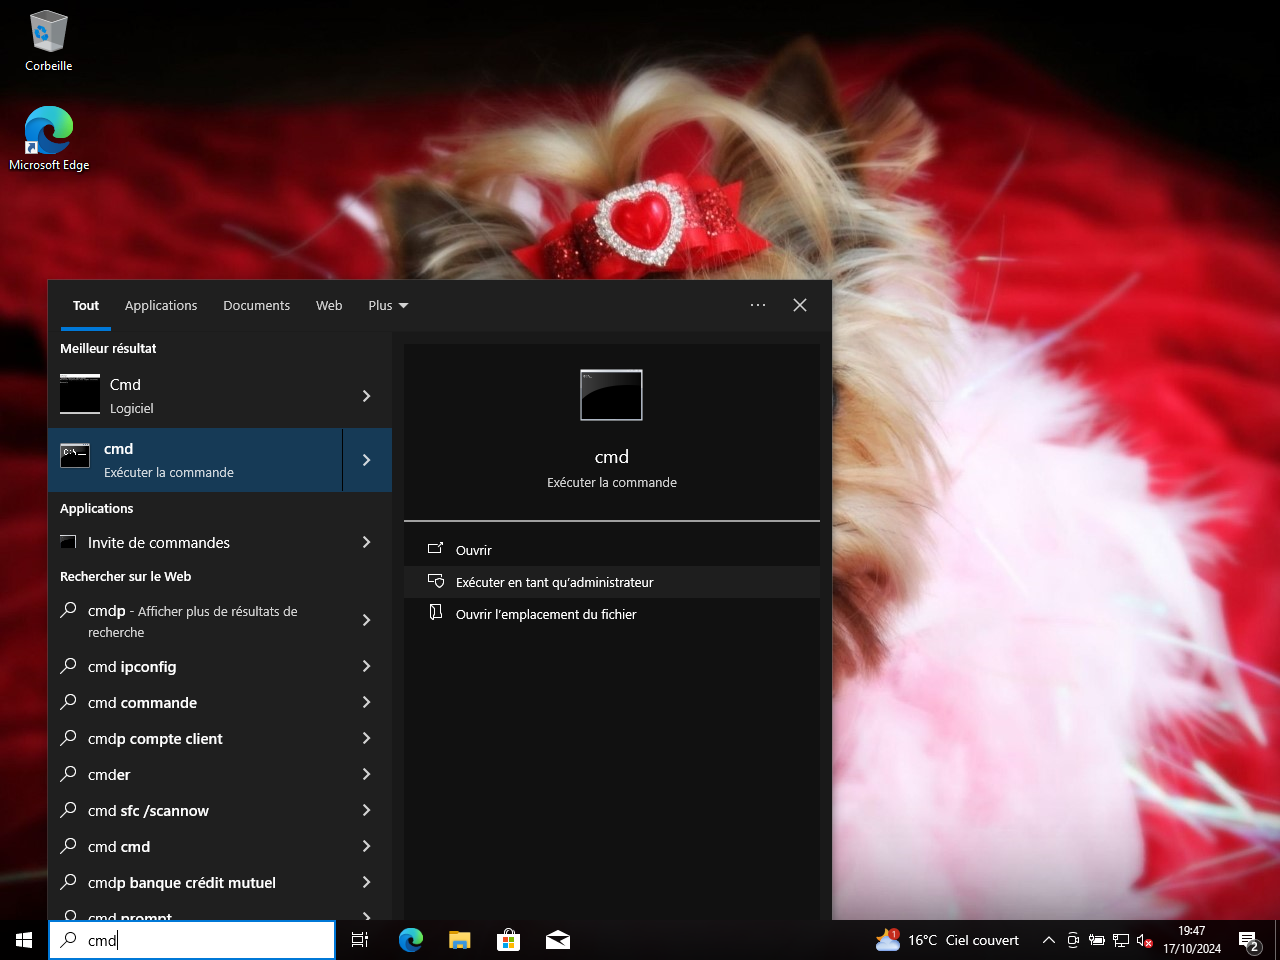 Corbeille
Microsoft Edge
Tout
Applications
Documents
Web
Plus
Meilleur résultat
Cmd
Logiciel
cmd
Exécuter la commande
Applications
Invite de commandes
Rechercher sur le Web
cmdp - Afficher plus de résultats de
recherche
cmd ipconfig
cmd commande
cmdp compte client
cmder
cmd sfc /scannow
cmd cmd
cmdp banque crédit mutuel
cmd prompt
cmd
Exécuter la commande
Ouvrir
Exécuter en tant qu'administrateur
Ouvrir l'emplacement du fichier
cmd
1
16°C Ciel couvert
19:47
17/10/2024
2